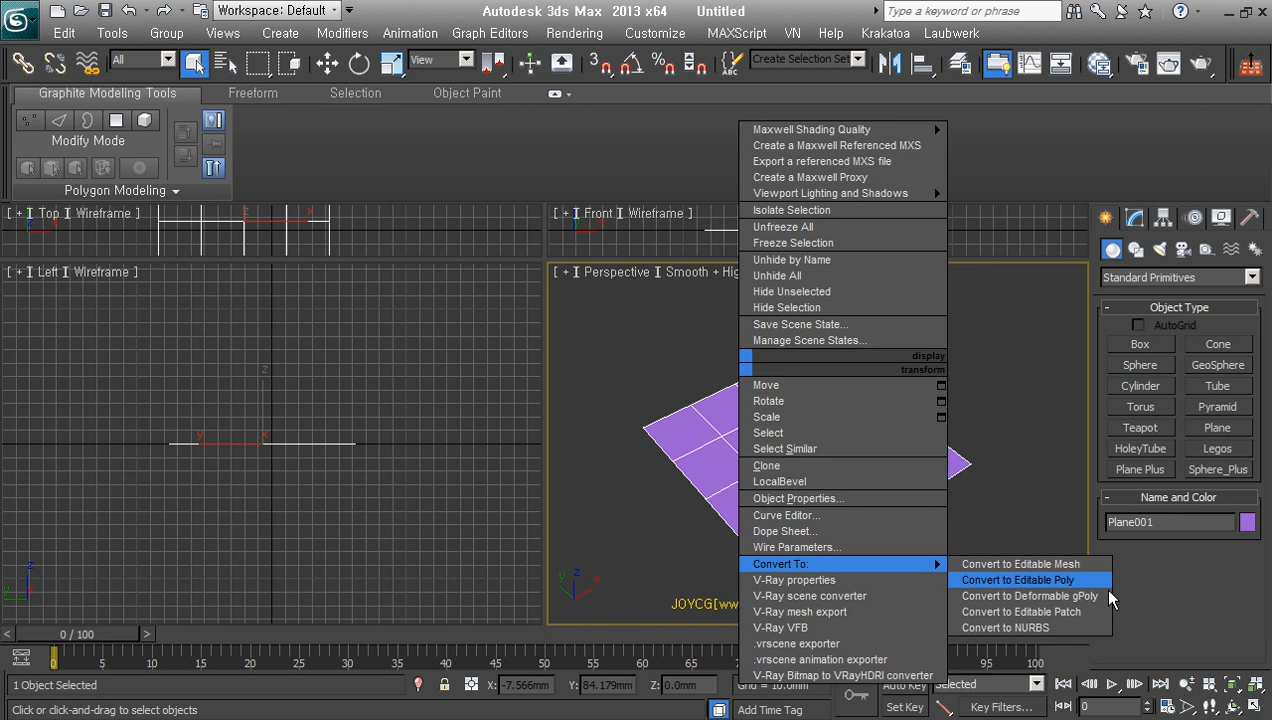 Workspace: Default
Autodesk 3ds Max 2013 x64 Untitled
Type a keyword or phrase
Edit Tools Group Views Create Modifiers Animation Graph Editors Rendering Customize MAXScript VN Help Krakatoa Laubwerk
All
View
Create Selection Set
Graphite Modeling Tools Freeform Selection Object Paint
Modify Mode
Polygon Modeling
[ + ] Top [ Wireframe ]
[ + ] Front [ Wireframe ]
[ + ] Left [ Wireframe ]
[ + ] Perspective [ Smooth + Hig
z
x
z
y
x
z
y
z
x
JOYCG[ww
Maxwell Shading Quality
Create a Maxwell Referenced MXS
Export a referenced MXS file
Create a Maxwell Proxy
Viewport Lighting and Shadows
Isolate Selection
Unfreeze All
Freeze Selection
Unhide by Name
Unhide All
Hide Unselected
Hide Selection
Save Scene State...
Manage Scene States...
display
transform
Move
Rotate
Scale
Select
Select Similar
Clone
LocalBevel
Object Properties...
Curve Editor...
Dope Sheet...
Wire Parameters...
Convert To:
V-Ray properties
V-Ray scene converter
V-Ray mesh export
V-Ray VFB
.vrscene exporter
.vrscene animation exporter
V-Ray Bitmap to VRayHDRI converter
Convert to Editable Mesh
Convert to Editable Poly
Convert to Deformable gPoly
Convert to Editable Patch
Convert to NURBS
Standard Primitives
- Object Type
AutoGrid
Box Cone
Sphere GeoSphere
Cylinder Tube
Torus Pyramid
Teapot Plane
HoleyTube Legos
Plane Plus Sphere_Plus
- Name and Color
Plane001
< 0 / 100 >
0 5 10 15 20 25 30 35 40 45 95 100
1 Object Selected X: -7.566mm Y: 84.179mm Z: 0.0mm Grid = 10.0mm Auto Key Selected
Click or click-and-drag to select objects Add Time Tag Set Key Key Filters... 0